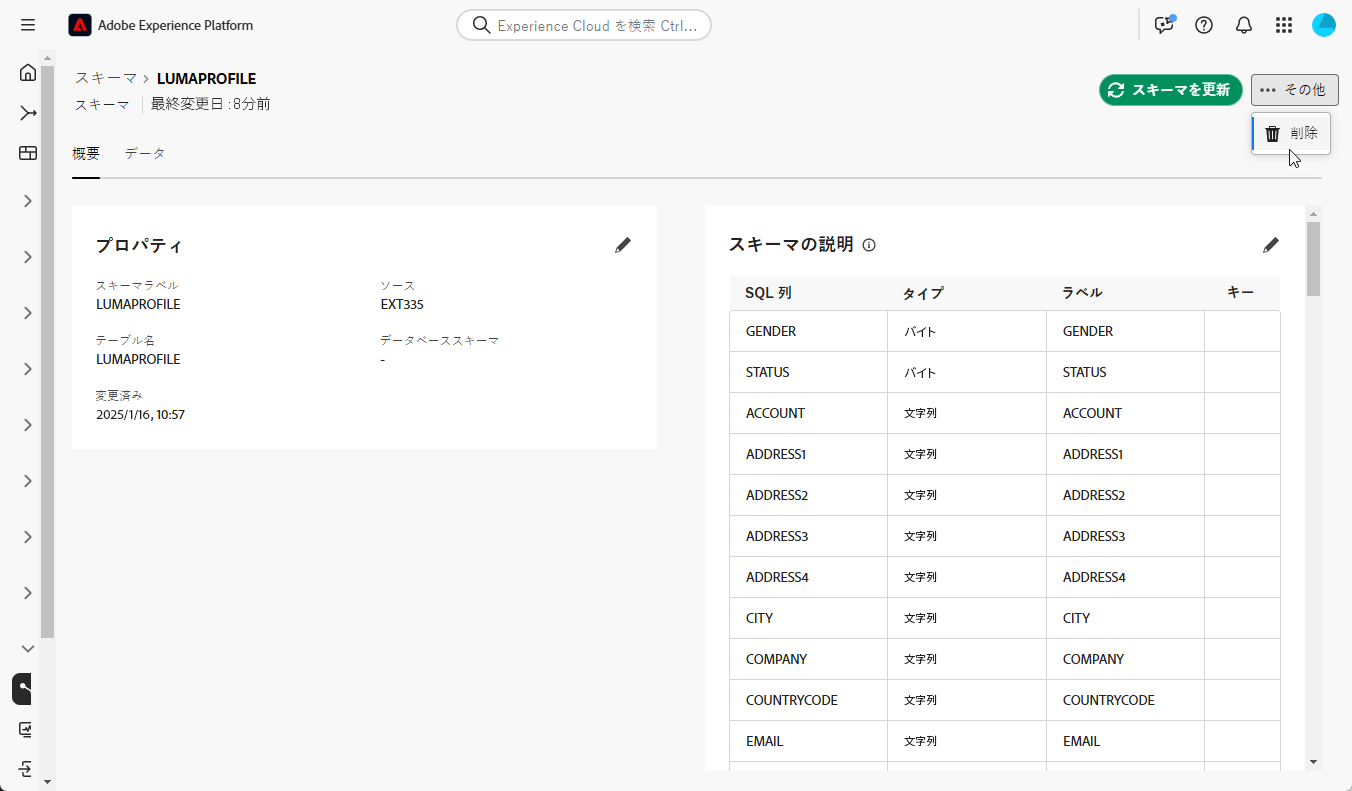 Adobe Experience Platform
Experience Cloud を検索 Ctrl...
スキーマ > LUMAPROFILE
スキーマ 最終変更日 : 8分前
スキーマを更新
••• その他
削除
概要 データ
プロパティ
スキーマラベル ソース
LUMAPROFILE EXT335
テーブル名 データベーススキーマ
LUMAPROFILE -
変更済み
2025/1/16, 10:57
スキーマの説明
SQL 列 タイプ ラベル キー
GENDER バイト GENDER
STATUS バイト STATUS
ACCOUNT 文字列 ACCOUNT
ADDRESS1 文字列 ADDRESS1
ADDRESS2 文字列 ADDRESS2
ADDRESS3 文字列 ADDRESS3
ADDRESS4 文字列 ADDRESS4
CITY 文字列 CITY
COMPANY 文字列 COMPANY
COUNTRYCODE 文字列 COUNTRYCODE
EMAIL 文字列 EMAIL